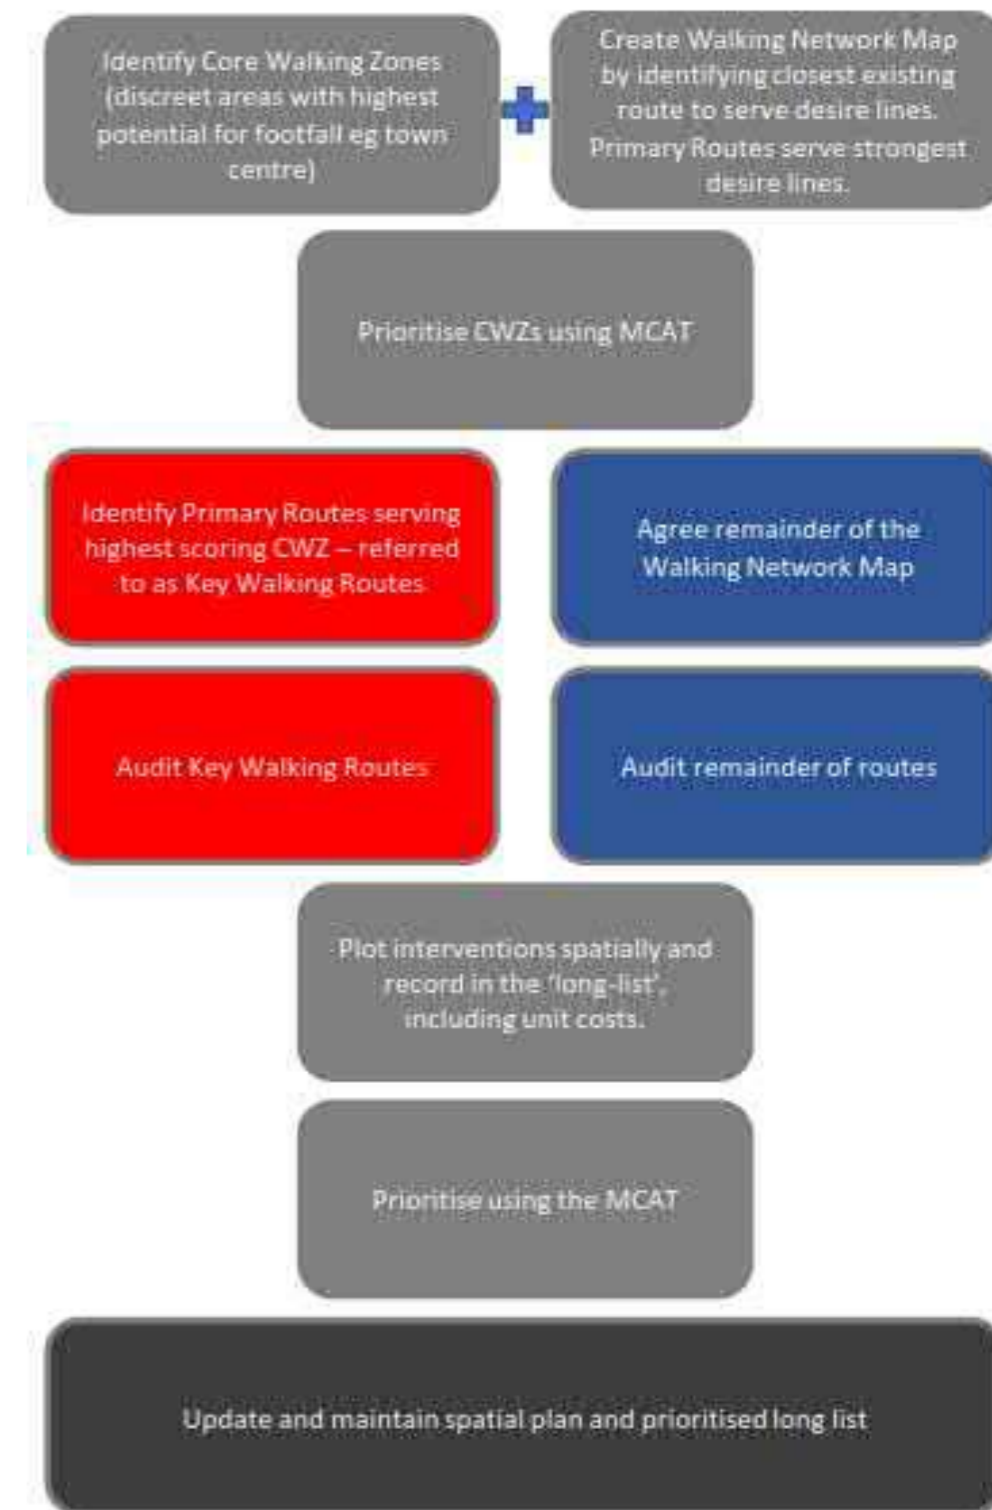 Identify Core Walking Zones
(discreet areas with highest
potential for footfall eg town
centre)
Create Walking Network Map
by identifying closest existing
route to serve desire lines.
Primary Routes serve strongest
desire lines.
Prioritise CWZs using MCAT
Identify Primary Routes serving
highest scoring CWZ – referred
to as Key Walking Routes
Agree remainder of the
Walking Network Map
Audit Key Walking Routes
Audit remainder of routes
Plot interventions spatially and
record in the ‘long-list’,
including unit costs.
Prioritise using the MCAT
Update and maintain spatial plan and prioritised long list